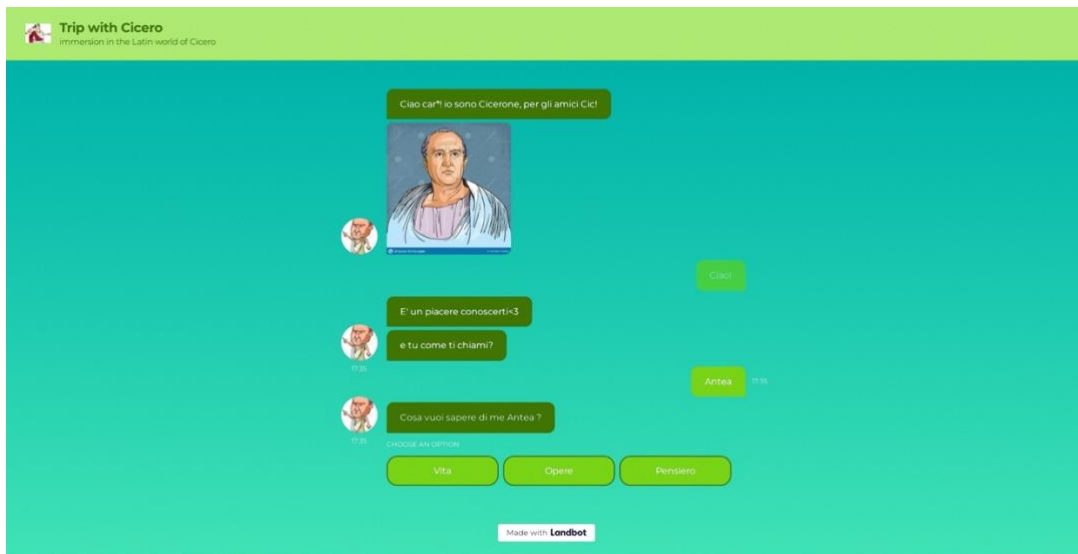 Trip with Cicero
immersion in the Latin world of Cicero
Ciao car*! io sono Cicerone, per gli amici Cic!
Ciao!
E' un piacere conoscerti<3
e tu come ti chiami?
17:35
Antea 17:35
Cosa vuoi sapere di me Antea ?
17:35
CHOOSE AN OPTION
Vita Opere Pensiero
Made with Landbot